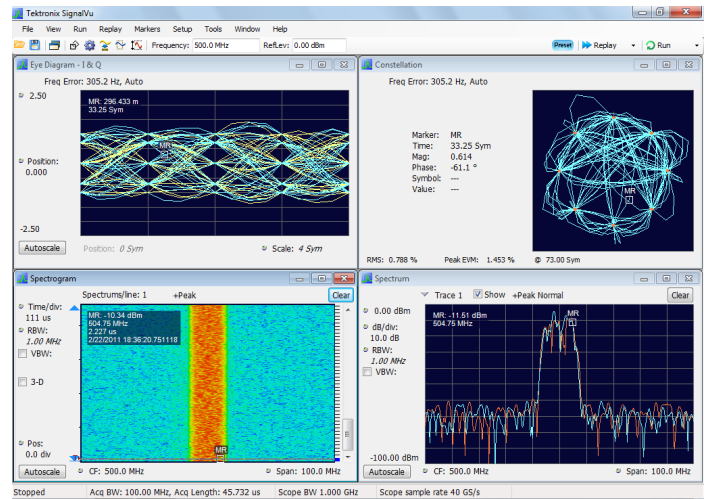 Tektronix SignalVu
File View Run Replay Markers Setup Tools Window Help
Frequency: 500.0 MHz RefLev: 0.00 dBm Preset Replay Run
Eye Diagram - I & Q
Freq Error: 305.2 Hz, Auto
2.50
MR: 296.433 m
33.25 Sym
MR
Position:
0.000
-2.50
Autoscale Position: 0 Sym Scale: 4 Sym
Constellation
Freq Error: 305.2 Hz, Auto
Marker: MR
Time: 33.25 Sym
Mag: 0.614
Phase: -61.1 °
Symbol: ---
Value: ---
MR
RMS: 0.788 % Peak EVM: 1.453 % @ 73.00 Sym
Spectrogram
Spectrums/line: 1 +Peak Clear
Time/div:
111 us
RBW:
1.00 MHz
VBW:
3-D
Pos:
0.0 div
MR: -10.34 dBm
504.75 MHz
2.227 us
2/22/2011 18:36:20.751118
MR
Autoscale CF: 500.0 MHz Span: 100.0 MHz
Spectrum
Trace 1 Show +Peak Normal Clear
0.00 dBm
dB/div:
10.0 dB
RBW:
1.00 MHz
VBW:
MR: -11.51 dBm
504.75 MHz
MR
-100.00 dBm
Autoscale CF: 500.0 MHz Span: 100.0 MHz
Stopped Acq BW: 100.00 MHz, Acq Length: 45.732 us Scope BW 1.000 GHz Scope sample rate 40 GS/s